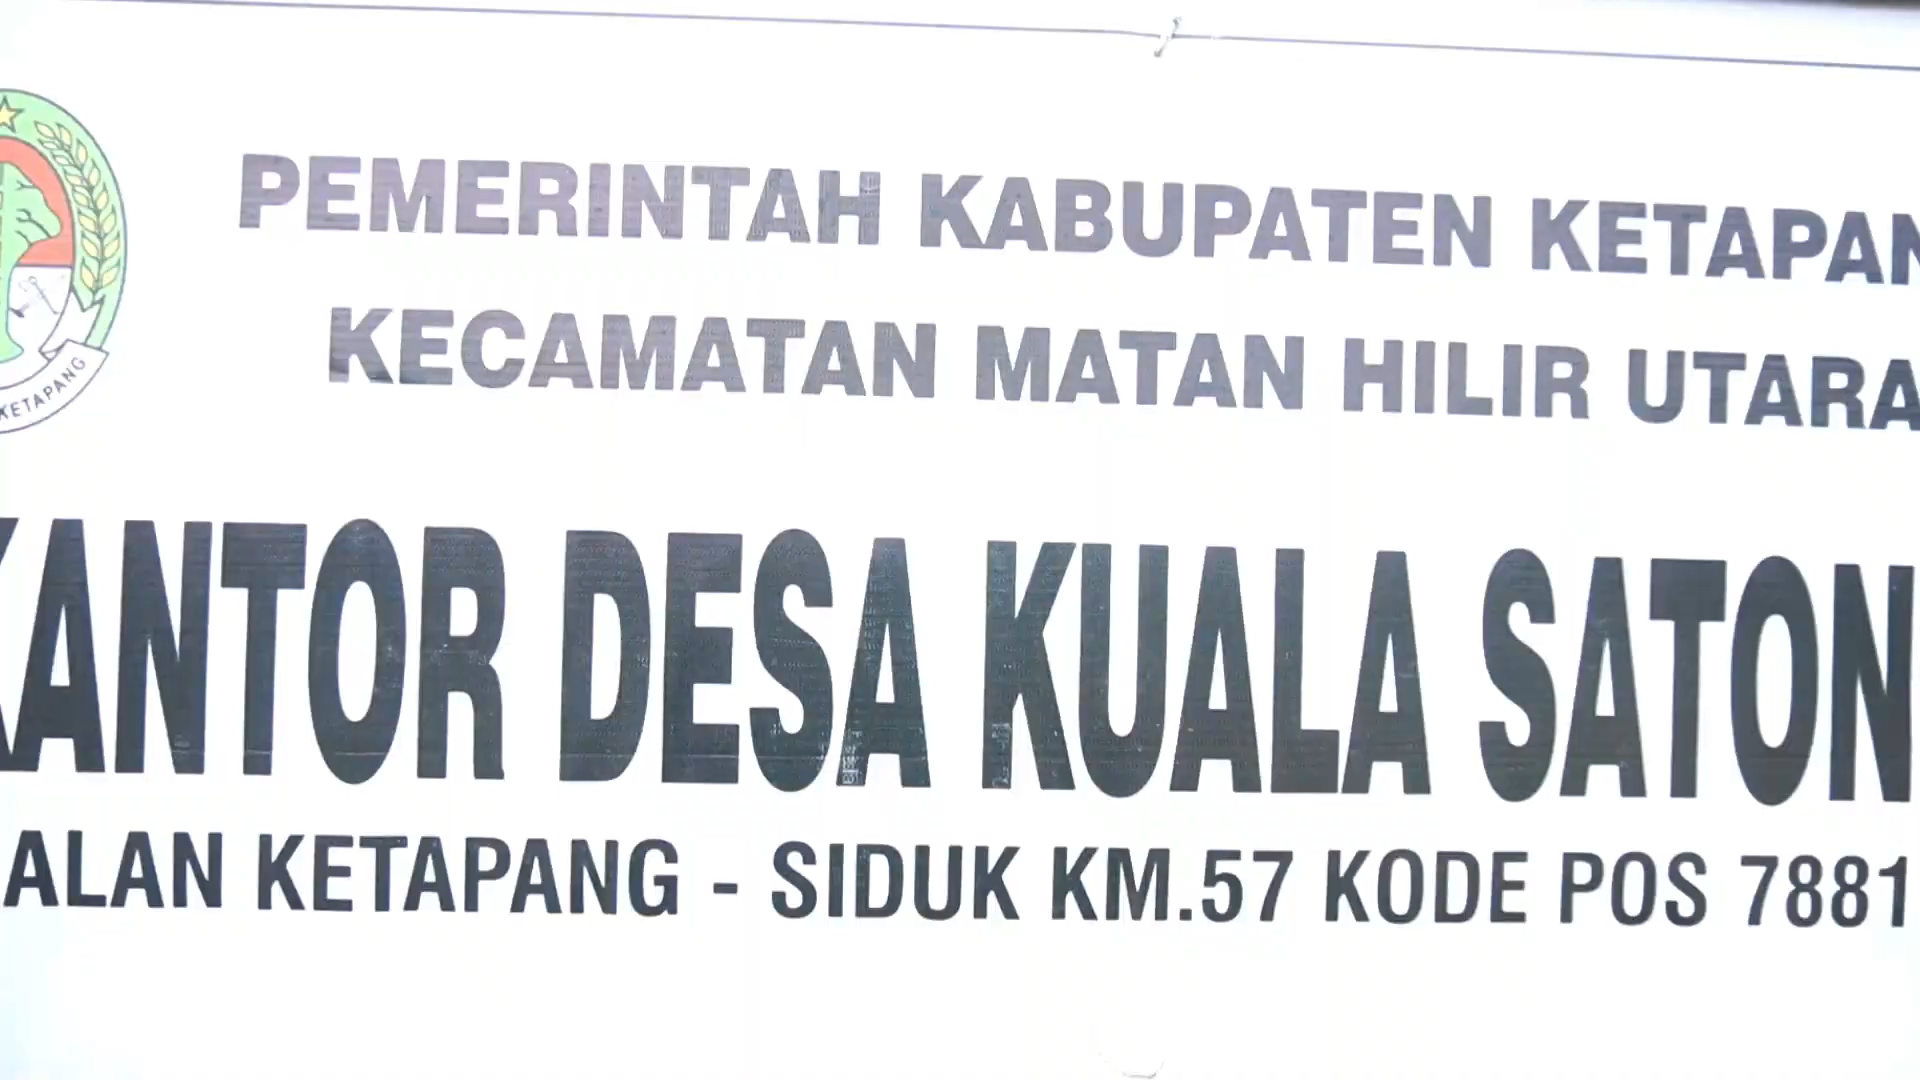 PEMERINTAH KABUPATEN KETAPAN
KECAMATAN MATAN HILIR UTARA
KETAPANG
KANTOR DESA KUALA SATON
ALAN KETAPANG - SIDUK KM.57 KODE POS 7881